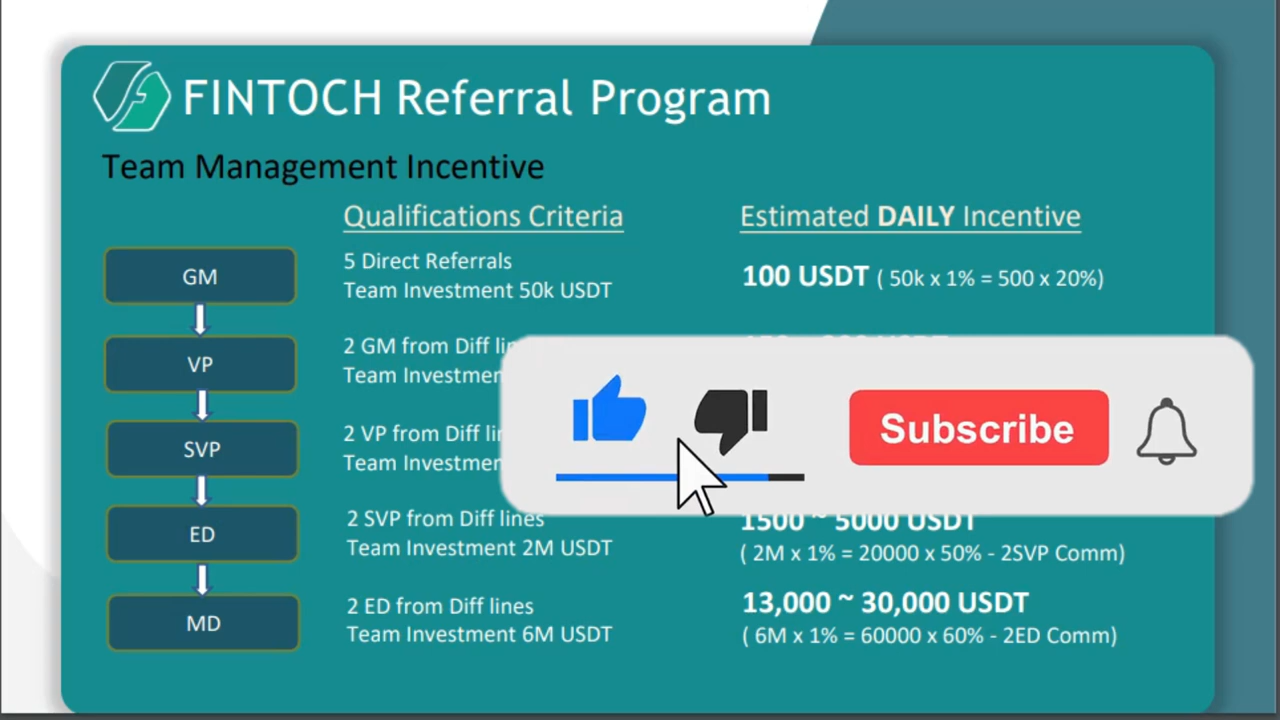 FINTOCH Referral Program
Team Management Incentive
Qualifications Criteria
Estimated DAILY Incentive
GM
5 Direct Referrals
Team Investment 50k USDT
100 USDT ( 50k x 1% = 500 x 20%)
VP
2 GM from Diff
Team
SVP
2 VP from Diff
Team
Subscribe
ED
2 SVP from Diff lines
Team Investment 2M USDT
1500 ~ 5000 USDT
( 2M x 1% = 20000 x 50% - 2SVP Comm)
MD
2 ED from Diff lines
Team Investment 6M USDT
13,000 ~ 30,000 USDT
( 6M x 1% = 60000 x 60% - 2ED Comm)